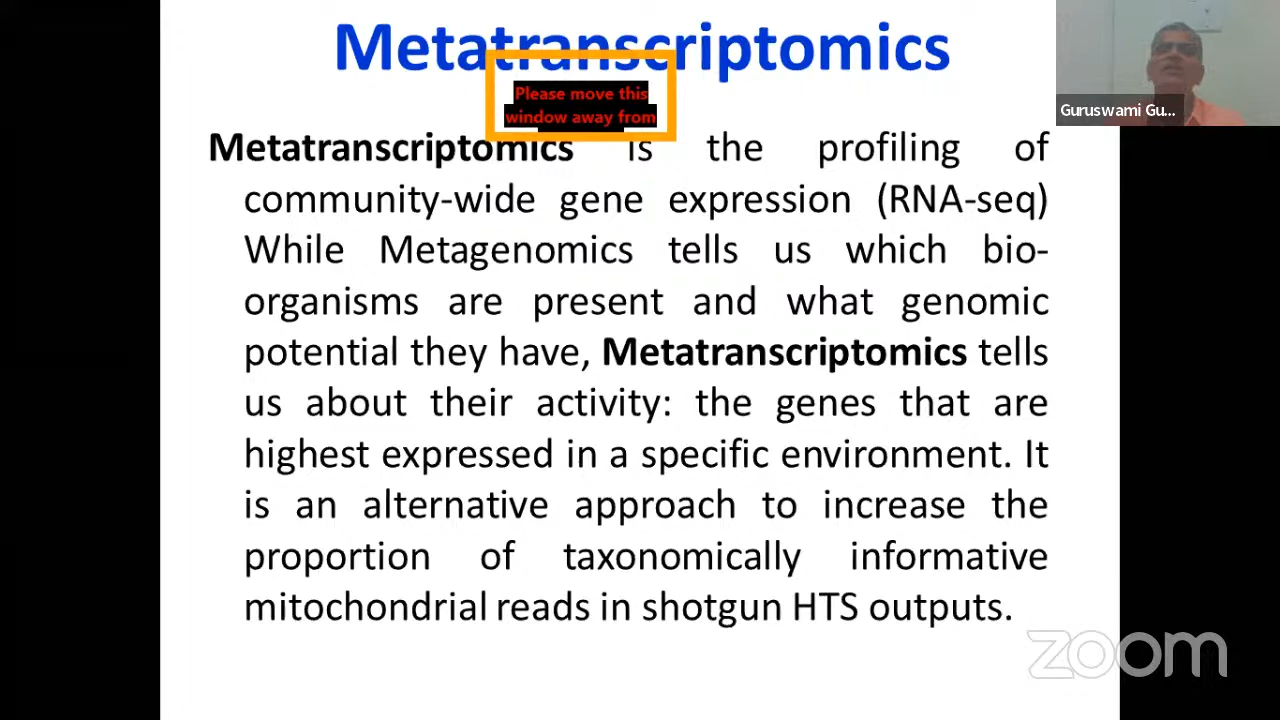 Metatranscriptomics
Please move this
window away from
Guruswami Gu...
Metatranscriptomics is the profiling of
community-wide gene expression (RNA-seq)
While Metagenomics tells us which bio-
organisms are present and what genomic
potential they have, Metatranscriptomics tells
us about their activity: the genes that are
highest expressed in a specific environment. It
is an alternative approach to increase the
proportion of taxonomically informative
mitochondrial reads in shotgun HTS outputs.
zoom